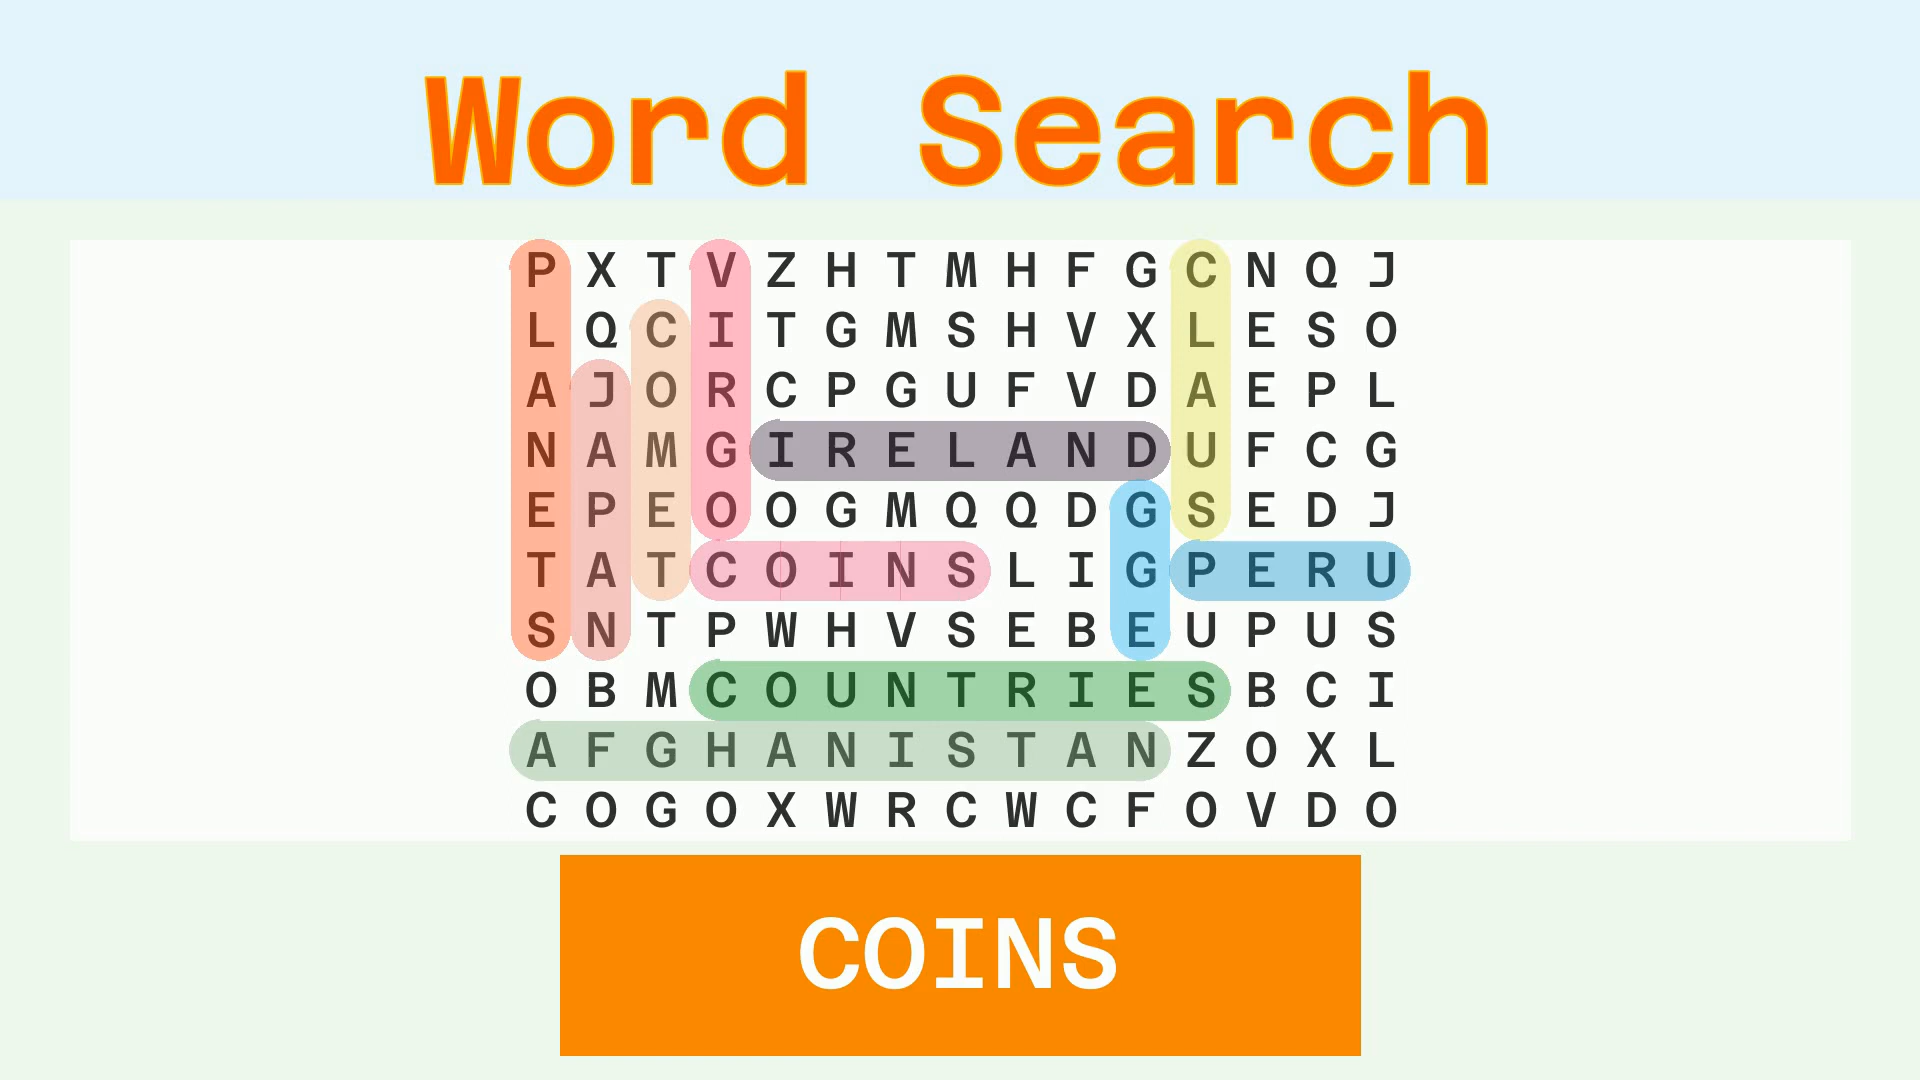 Word Search
P X T V Z H T M H F G C N Q J
L Q C I T G M S H V X L E S O
A J O R C P G U F V D A E P L
N A M G I R E L A N D U F C G
E P E O O G M Q Q D G S E D J
T A T C O I N S L I G P E R U
S N T P W H V S E B E U P U S
O B M C O U N T R I E S B C I
A F G H A N I S T A N Z O X L
C O G O X W R C W C F O V D O
COINS